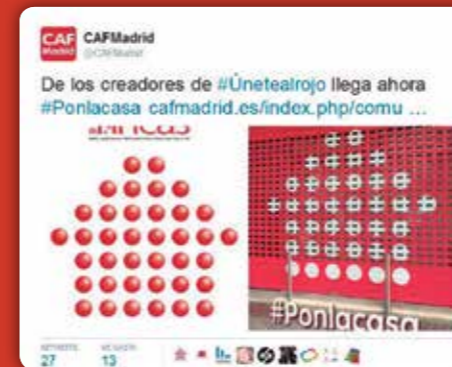 CAF
Madrid
CAFMadrid
@CAFMadrid
De los creadores de #Únetealrojo llega ahora
#Ponlacasa cafmadrid.es/index.php/comu ...
#Ponlacasa
27
13